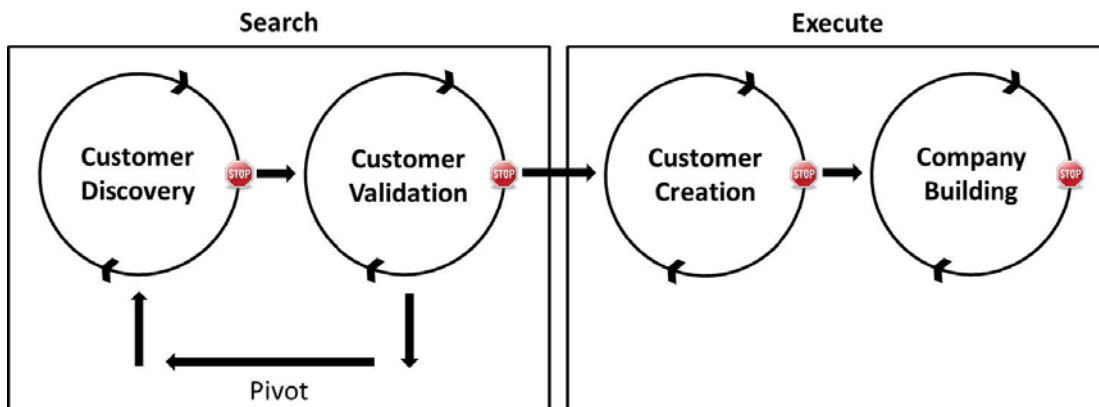 Search
Execute
Customer
Discovery
STOP
Customer
Validation
STOP
Customer
Creation
STOP
Company
Building
STOP
Pivot